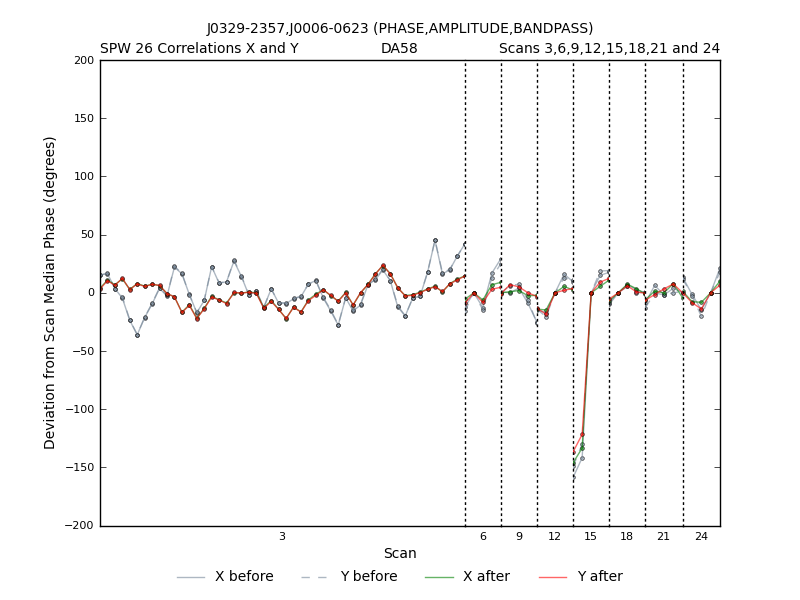 J0329-2357,J0006-0623 (PHASE,AMPLITUDE,BANDPASS)
SPW 26 Correlations X and Y DA58 Scans 3,6,9,12,15,18,21 and 24
200
150
100
50
0
−50
−100
−150
−200
Deviation from Scan Median Phase (degrees)
3 6 9 12 15 18 21 24
Scan
X before Y before X after Y after